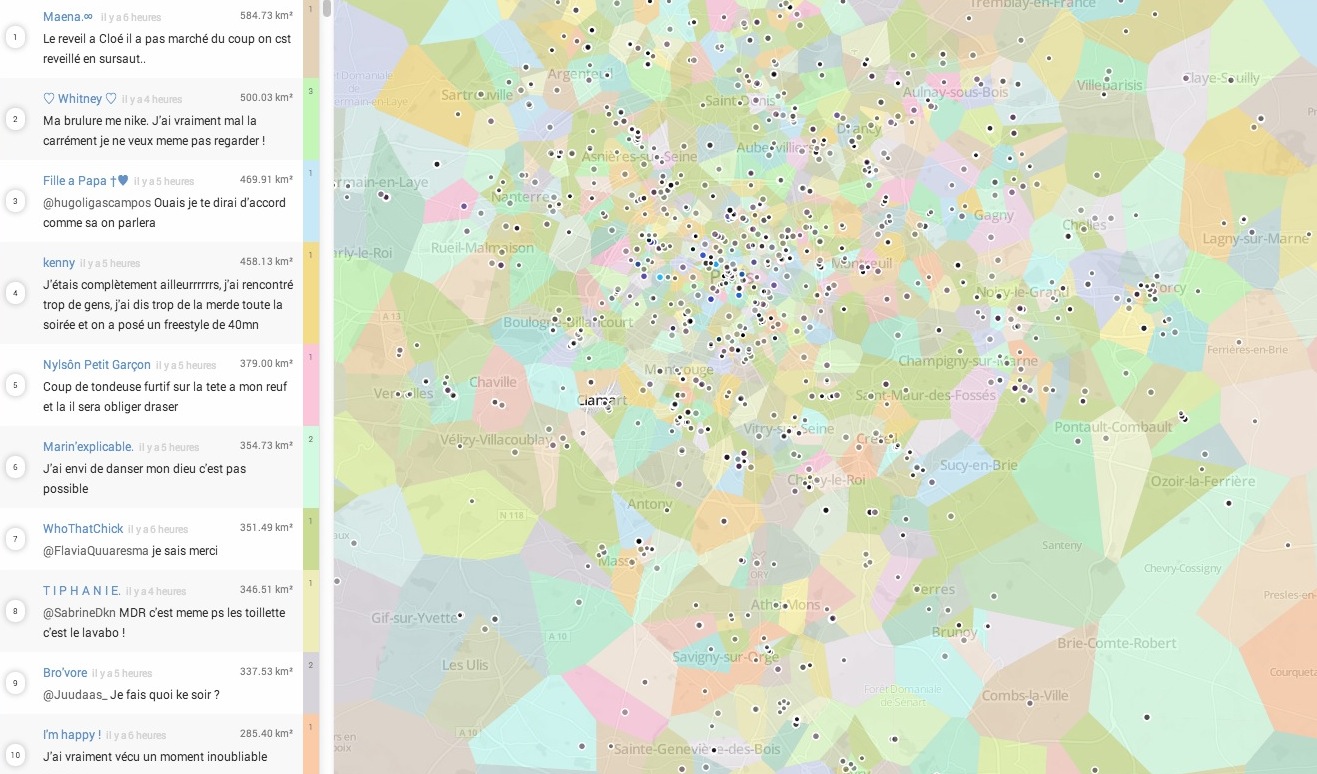 Maena.∞ il y a 6 heures 584.73 km² 1
1
Le reveil a Cloé il a pas marché du coup on cst
reveillé en sursaut..
♡ Whitney ♡ il y a 4 heures 500.03 km² 3
2
Ma brulure me nike. J'ai vraiment mal la
carrément je ne veux meme pas regarder !
Fille a Papa †♥ il y a 5 heures 469.91 km² 1
3
@hugoligascampos Ouais je te dirai d'accord
comme sa on parlera
kenny il y a 5 heures 458.13 km² 1
4
J'étais complètement ailleurrrrrrs, j'ai rencontré
trop de gens, j'ai dis trop de la merde toute la
soirée et on a posé un freestyle de 40mn
Nylsôn Petit Garçon il y a 5 heures 379.00 km² 1
5
Coup de tondeuse furtif sur la tete a mon reuf
et la il sera obliger draser
Marin'explicable. il y a 5 heures 354.73 km² 2
6
J'ai envi de danser mon dieu c'est pas
possible
WhoThatChick il y a 6 heures 351.49 km² 1
7
@FlaviaQuuaresma je sais merci
T I P H A N I E. il y a 4 heures 346.51 km² 1
8
@SabrineDkn MDR c'est meme ps les toillette
c'est le lavabo !
Bro'vore il y a 5 heures 337.53 km² 2
9
@Juudaas_ Je fais quoi ke soir ?
I'm happy ! il y a 6 heures 285.40 km² 1
10
J'ai vraiment vécu un moment inoubliable
Tremblay-en-France
Argenteuil
Sartrouville
Saint-Denis
Aulnay-sous-Bois
Villeparisis
Claye-Souilly
Drancy
Aubervilliers
Asnières-sur-Seine
Nanterre
Gagny
Chelles
Lagny-sur-Marne
Rueil-Malmaison
Montreuil
Paris
Noisy-le-Grand
Torcy
A 13
Boulogne-Billancourt
Ferrières-en-Brie
Montrouge
Champigny-sur-Marne
Chaville
Versailles
Clamart
Saint-Maur-des-Fossés
Vélizy-Villacoublay
Vitry-sur-Seine
Créteil
Pontault-Combault
Sucy-en-Brie
Choisy-le-Roi
Ozoir-la-Ferrière
Antony
N 118
Santeny
Chevry-Cossigny
ORY
Athis-Mons
Gif-sur-Yvette
A 10
Brunoy
Brie-Comte-Robert
Les Ulis
Savigny-sur-Orge
Forêt Domaniale
de Sénart
Combs-la-Ville
A 10
Sainte-Geneviève-des-Bois